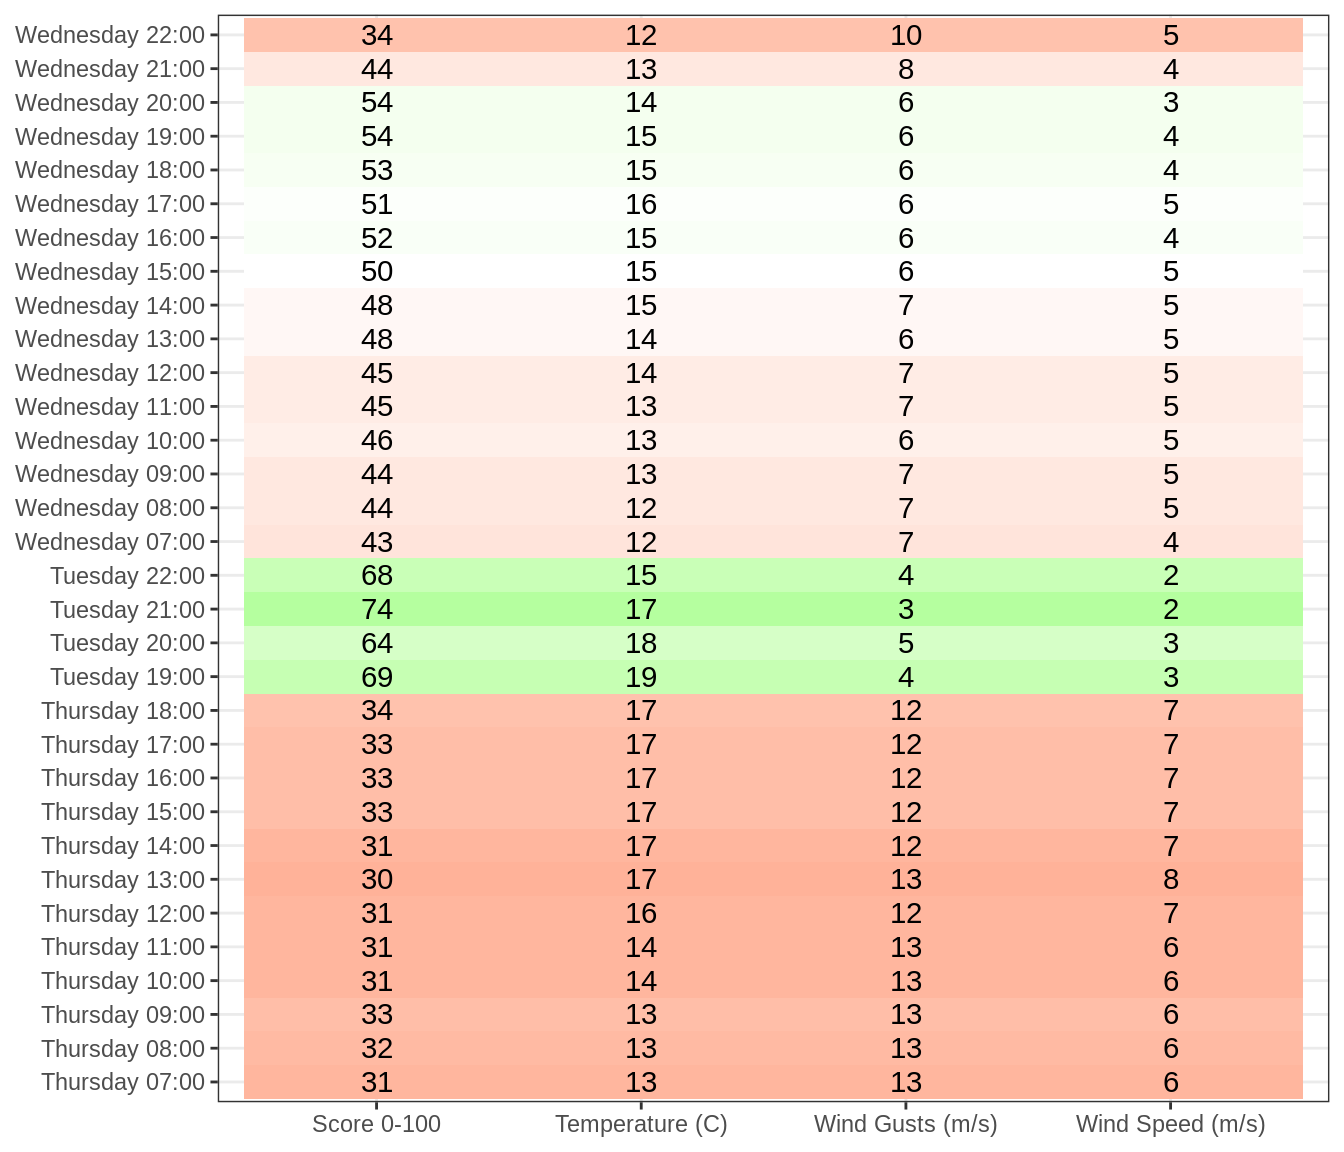 Wednesday 22:00 34 12 10 5
Wednesday 21:00 44 13 8 4
Wednesday 20:00 54 14 6 3
Wednesday 19:00 54 15 6 4
Wednesday 18:00 53 15 6 4
Wednesday 17:00 51 16 6 5
Wednesday 16:00 52 15 6 4
Wednesday 15:00 50 15 6 5
Wednesday 14:00 48 15 7 5
Wednesday 13:00 48 14 6 5
Wednesday 12:00 45 14 7 5
Wednesday 11:00 45 13 7 5
Wednesday 10:00 46 13 6 5
Wednesday 09:00 44 13 7 5
Wednesday 08:00 44 12 7 5
Wednesday 07:00 43 12 7 4
Tuesday 22:00 68 15 4 2
Tuesday 21:00 74 17 3 2
Tuesday 20:00 64 18 5 3
Tuesday 19:00 69 19 4 3
Thursday 18:00 34 17 12 7
Thursday 17:00 33 17 12 7
Thursday 16:00 33 17 12 7
Thursday 15:00 33 17 12 7
Thursday 14:00 31 17 12 7
Thursday 13:00 30 17 13 8
Thursday 12:00 31 16 12 7
Thursday 11:00 31 14 13 6
Thursday 10:00 31 14 13 6
Thursday 09:00 33 13 13 6
Thursday 08:00 32 13 13 6
Thursday 07:00 31 13 13 6
Score 0-100 Temperature (C) Wind Gusts (m/s) Wind Speed (m/s)